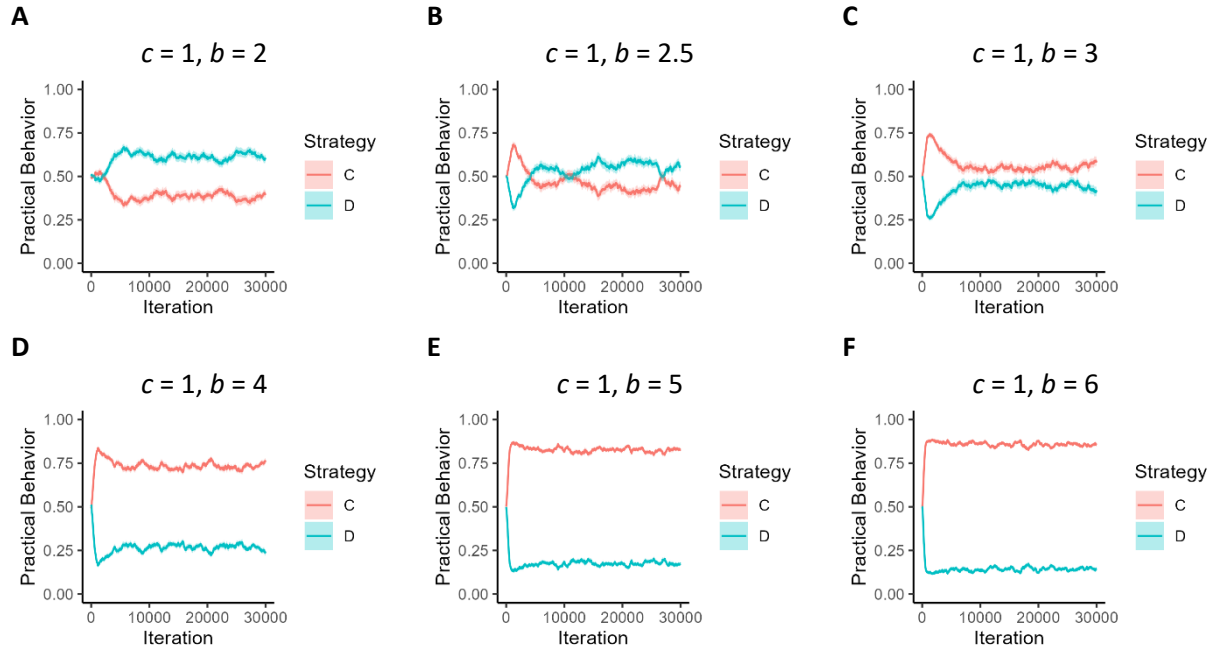 A
c = 1, b = 2
Practical Behavior
1.00
0.75
0.50
0.25
0.00
0
10000
20000
30000
Iteration
Strategy
C
D
B
c = 1, b = 2.5
Practical Behavior
1.00
0.75
0.50
0.25
0.00
0
10000
20000
30000
Iteration
Strategy
C
D
C
c = 1, b = 3
Practical Behavior
1.00
0.75
0.50
0.25
0.00
0
10000
20000
30000
Iteration
Strategy
C
D
D
c = 1, b = 4
Practical Behavior
1.00
0.75
0.50
0.25
0.00
0
10000
20000
30000
Iteration
Strategy
C
D
E
c = 1, b = 5
Practical Behavior
1.00
0.75
0.50
0.25
0.00
0
10000
20000
30000
Iteration
Strategy
C
D
F
c = 1, b = 6
Practical Behavior
1.00
0.75
0.50
0.25
0.00
0
10000
20000
30000
Iteration
Strategy
C
D